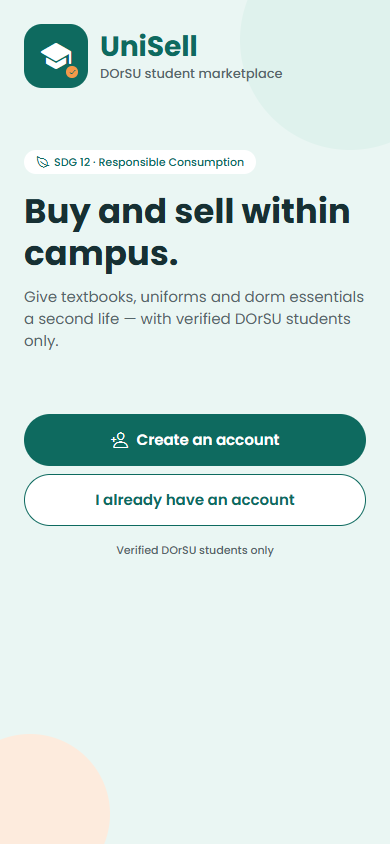 UniSell
DOrSU student marketplace
SDG 12 · Responsible Consumption
Buy and sell within
campus.
Give textbooks, uniforms and dorm essentials
a second life — with verified DOrSU students
only.
Create an account
I already have an account
Verified DOrSU students only